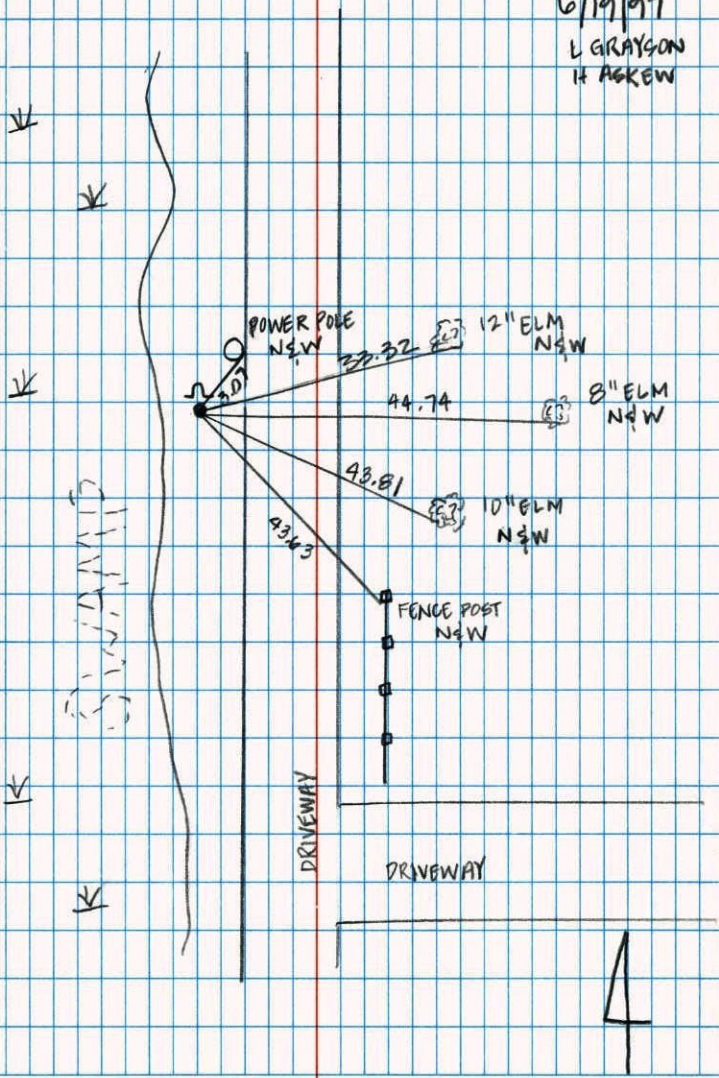 6/19/97
L GRAYSON
H ASKEW
POWER POLE
N&W
3.07
33.32
12" ELM
N&W
44.74
8" ELM
N&W
43.81
10" ELM
N&W
43.63
FENCE POST
N&W
SWAMP
DRIVEWAY
DRIVEWAY